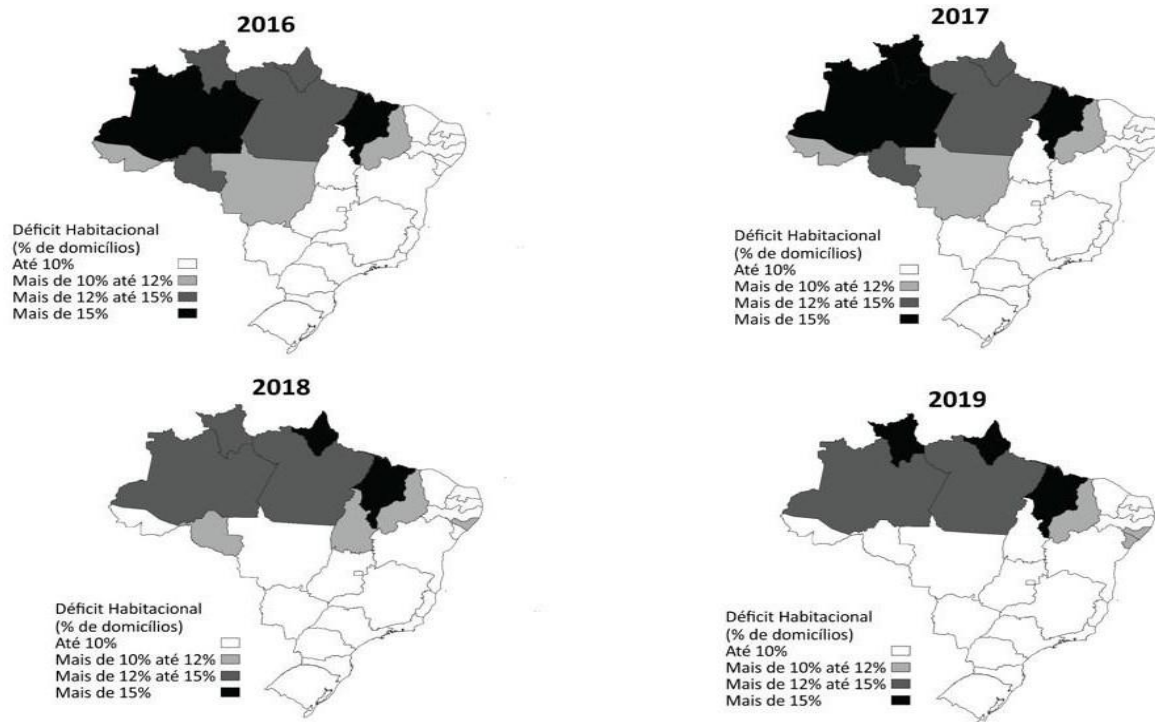 2016
Déficit Habitacional
(% de domicílios)
Até 10%
Mais de 10% até 12%
Mais de 12% até 15%
Mais de 15%
2017
Déficit Habitacional
(% de domicílios)
Até 10%
Mais de 10% até 12%
Mais de 12% até 15%
Mais de 15%
2018
Déficit Habitacional
(% de domicílios)
Até 10%
Mais de 10% até 12%
Mais de 12% até 15%
Mais de 15%
2019
Déficit Habitacional
(% de domicílios)
Até 10%
Mais de 10% até 12%
Mais de 12% até 15%
Mais de 15%